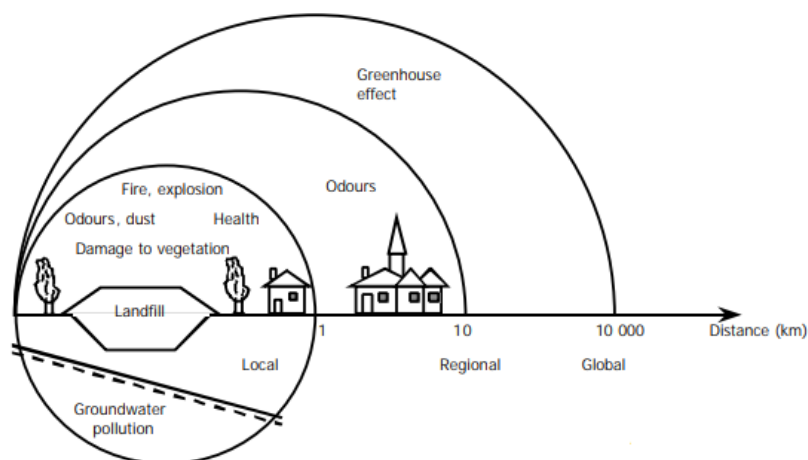 Greenhouse
effect
Fire, explosion
Odours
Odours, dust
Health
Damage to vegetation
Landfill
1
10
10 000
Distance (km)
Local
Regional
Global
Groundwater
pollution